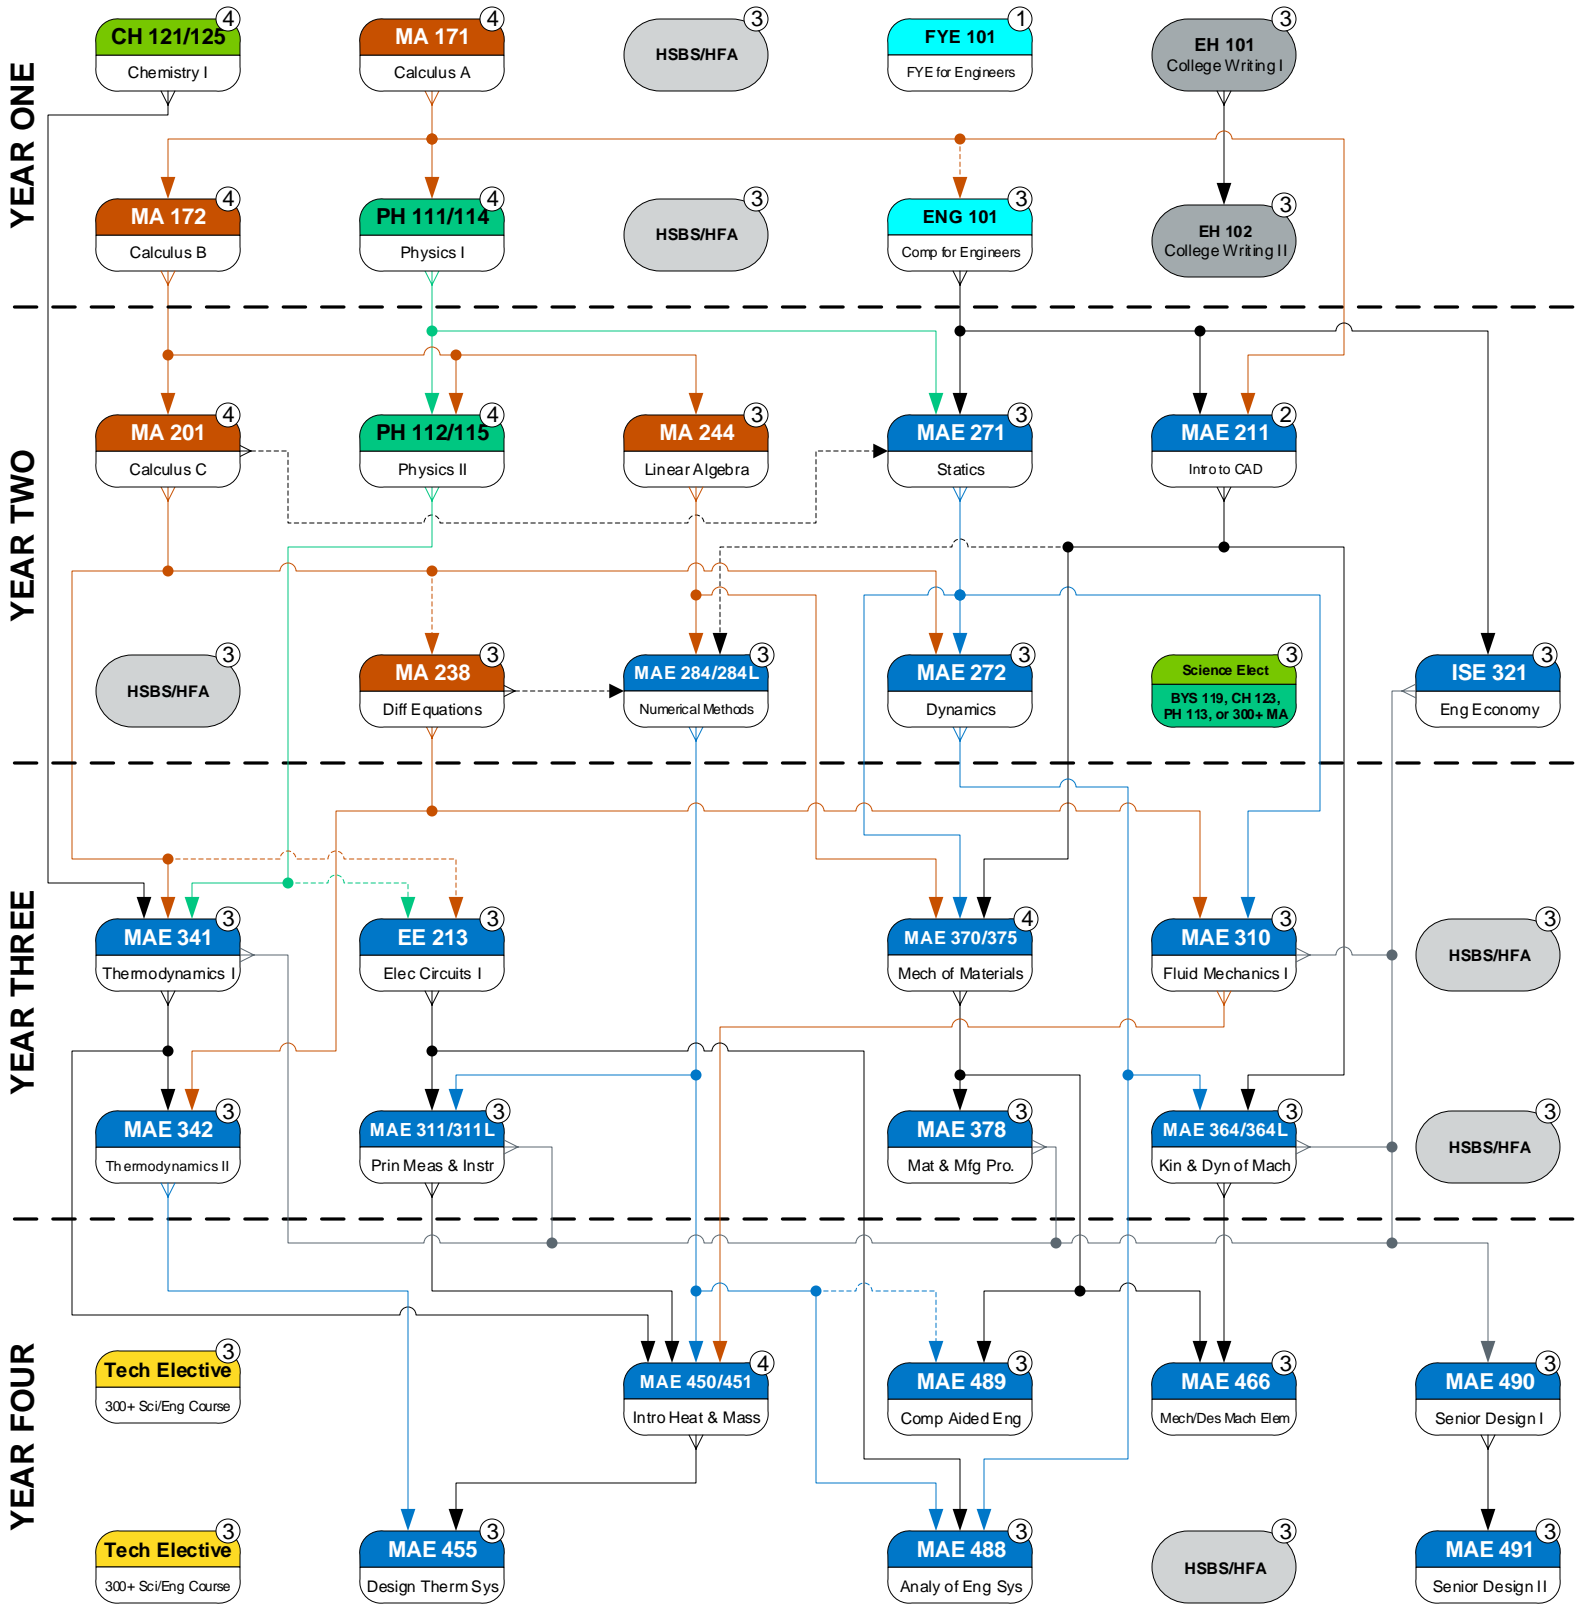 YEAR ONE
4
CH 121/125
Chemistry I
4
MA 171
Calculus A
3
HSBS/HFA
1
FYE 101
FYE for Engineers
3
EH 101
College Writing I
4
MA 172
Calculus B
4
PH 111/114
Physics I
3
HSBS/HFA
3
ENG 101
Comp for Engineers
3
EH 102
College Writing II
YEAR TWO
4
MA 201
Calculus C
4
PH 112/115
Physics II
3
MA 244
Linear Algebra
3
MAE 271
Statics
2
MAE 211
Intro to CAD
3
HSBS/HFA
3
MA 238
Diff Equations
3
MAE 284/284L
Numerical Methods
3
MAE 272
Dynamics
3
Science Elect
BYS 119, CH 123,
PH 113, or 300+ MA
3
ISE 321
Eng Economy
YEAR THREE
3
MAE 341
Thermodynamics I
3
EE 213
Elec Circuits I
4
MAE 370/375
Mech of Materials
3
MAE 310
Fluid Mechanics I
3
HSBS/HFA
3
MAE 342
Thermodynamics II
3
MAE 311/311L
Prin Meas & Instr
3
MAE 378
Mat & Mfg Pro.
3
MAE 364/364L
Kin & Dyn of Mach
3
HSBS/HFA
YEAR FOUR
3
Tech Elective
300+ Sci/Eng Course
4
MAE 450/451
Intro Heat & Mass
3
MAE 489
Comp Aided Eng
3
MAE 466
Mech/Des Mach Elem
3
MAE 490
Senior Design I
3
Tech Elective
300+ Sci/Eng Course
3
MAE 455
Design Therm Sys
3
MAE 488
Analy of Eng Sys
3
HSBS/HFA
3
MAE 491
Senior Design II